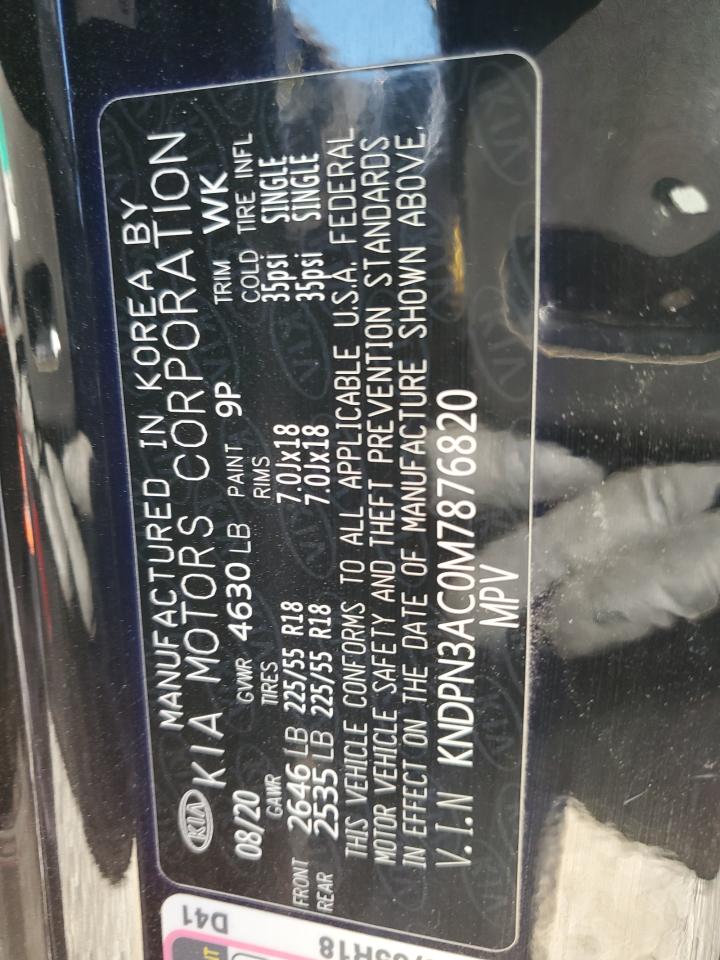 KIA
MANUFACTURED IN KOREA BY
KIA MOTORS CORPORATION
08/20 GVWR 4630 LB PAINT 9P TRIM WK
GAWR TIRES RIMS COLD TIRE INFL
FRONT 2646 LB 225/55 R18 7.0Jx18 35psi SINGLE
REAR 2535 LB 225/55 R18 7.0Jx18 35psi SINGLE
THIS VEHICLE CONFORMS TO ALL APPLICABLE U.S.A. FEDERAL
MOTOR VEHICLE SAFETY AND THEFT PREVENTION STANDARDS
IN EFFECT ON THE DATE OF MANUFACTURE SHOWN ABOVE.
V.I.N KNDPN3AC0M7876820
MPV
D41